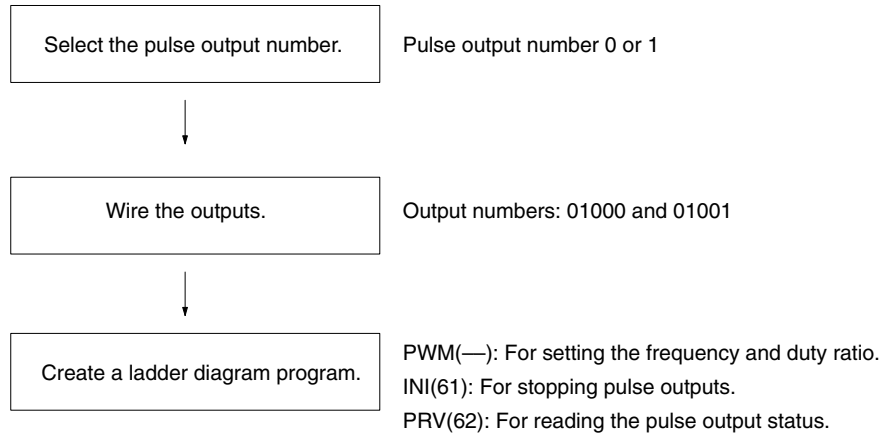 Select the pulse output number.
Pulse output number 0 or 1
Wire the outputs.
Output numbers: 01000 and 01001
Create a ladder diagram program.
PWM(—): For setting the frequency and duty ratio.
INI(61): For stopping pulse outputs.
PRV(62): For reading the pulse output status.